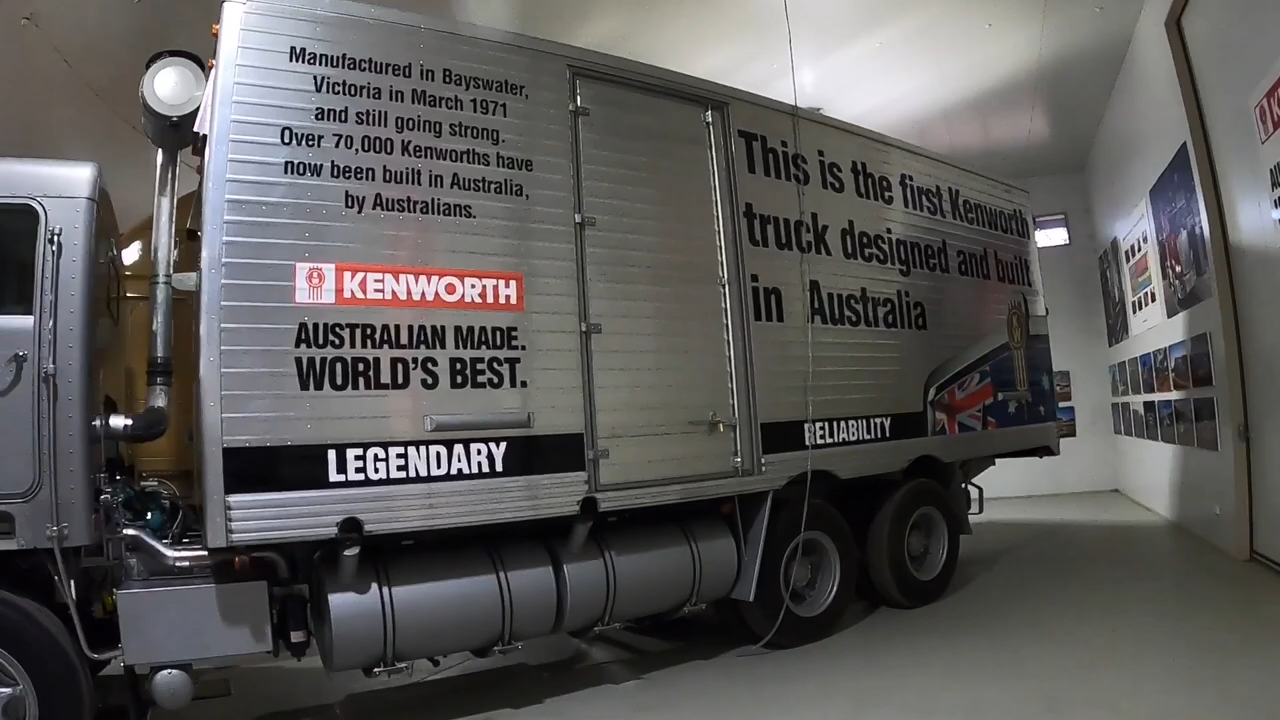 Manufactured in Bayswater,
Victoria in March 1971
and still going strong.
Over 70,000 Kenworths have
now been built in Australia,
by Australians.
KENWORTH
AUSTRALIAN MADE.
WORLD'S BEST.
LEGENDARY
This is the first Kenworth
truck designed and built
in Australia
RELIABILITY